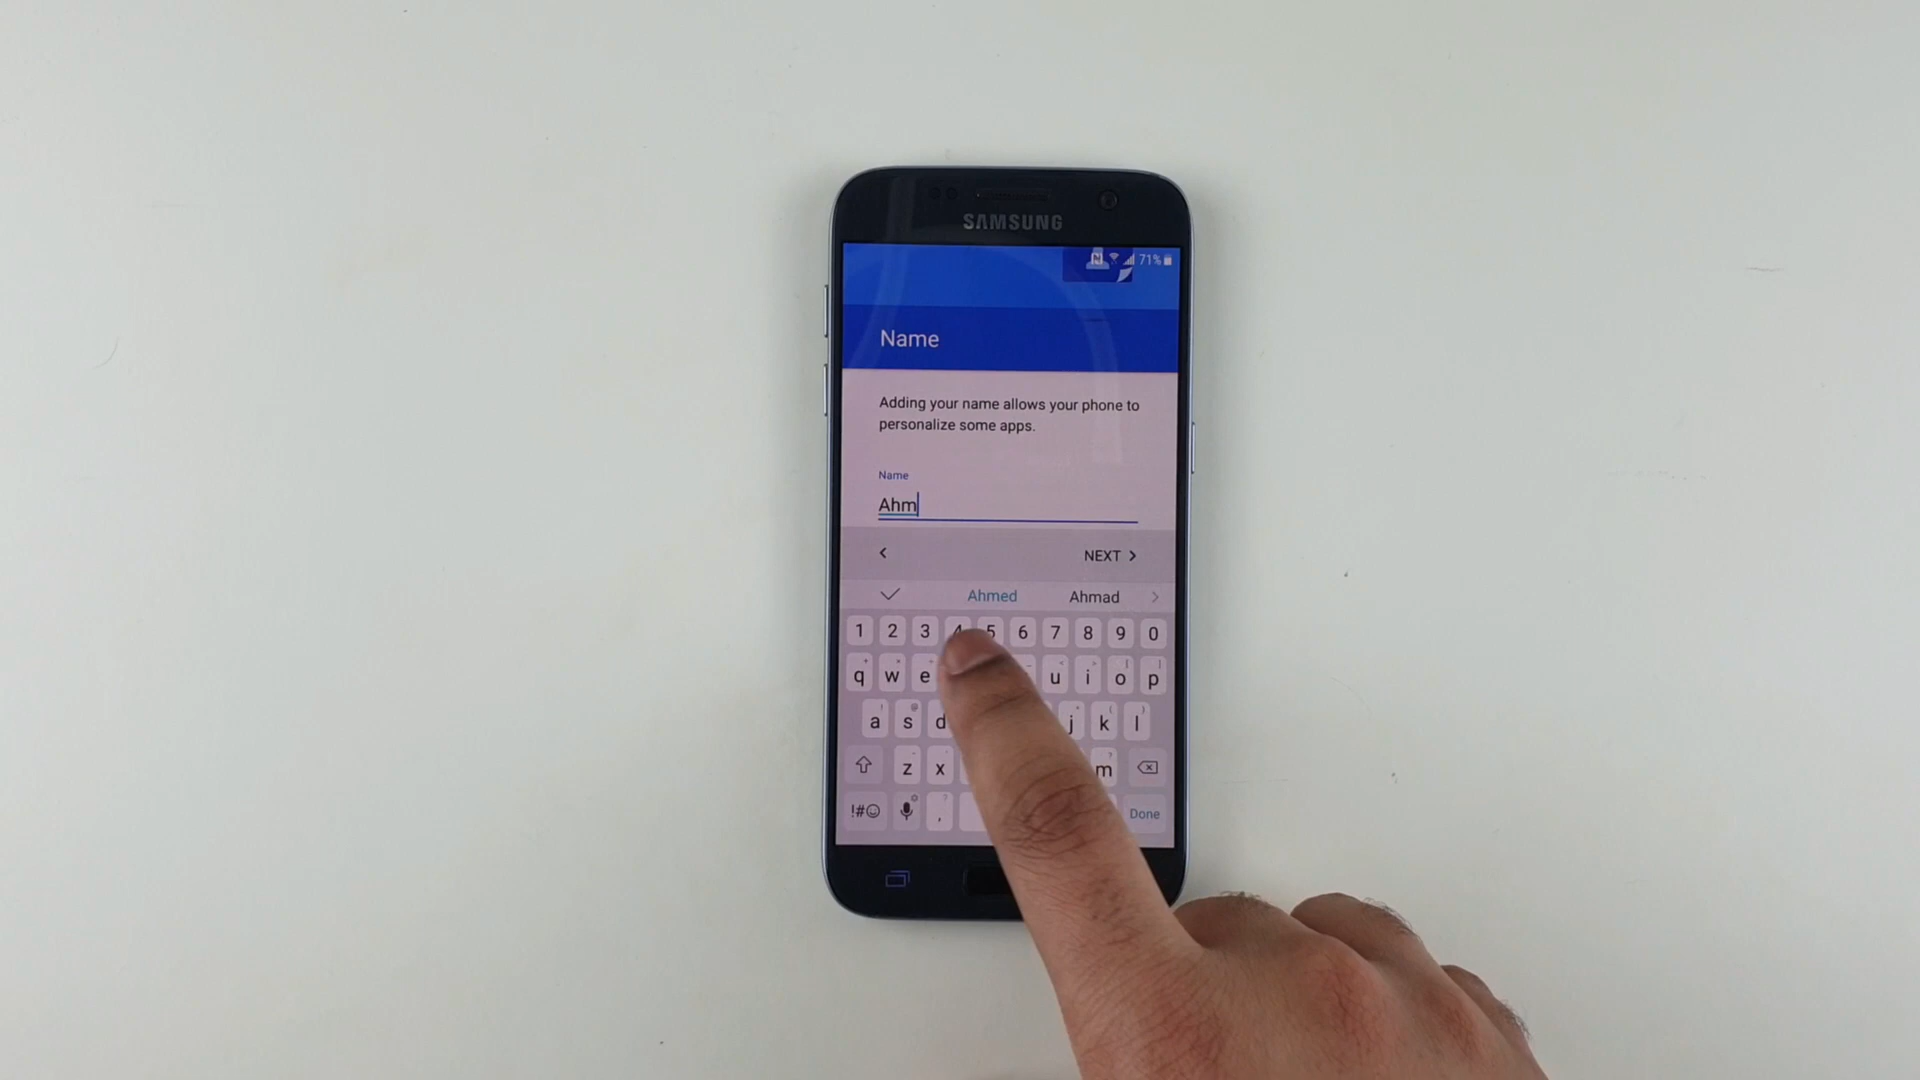 SAMSUNG
71%
Name
Adding your name allows your phone to
personalize some apps.
Name
Ahm
< NEXT >
Ahmed Ahmad >
1 2 3 4 5 6 7 8 9 0
q w e u i o p
a s d j k l
z x m
!#☺ , Done